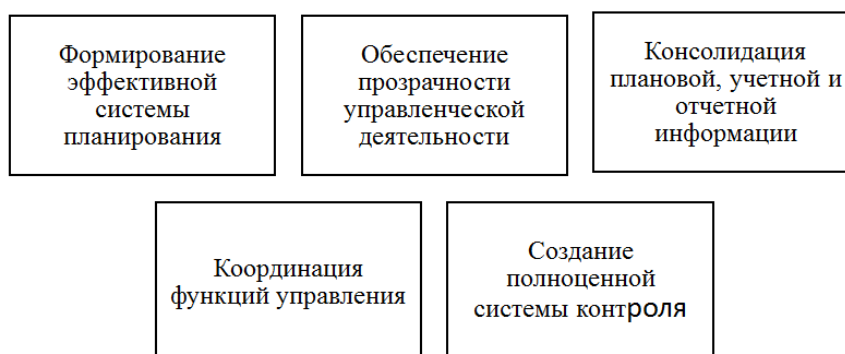 Формирование
эффективной
системы
планирования
Обеспечение
прозрачности
управленческой
деятельности
Консолидация
плановой, учетной и
отчетной
информации
Координация
функций управления
Создание
полноценной
системы контроля